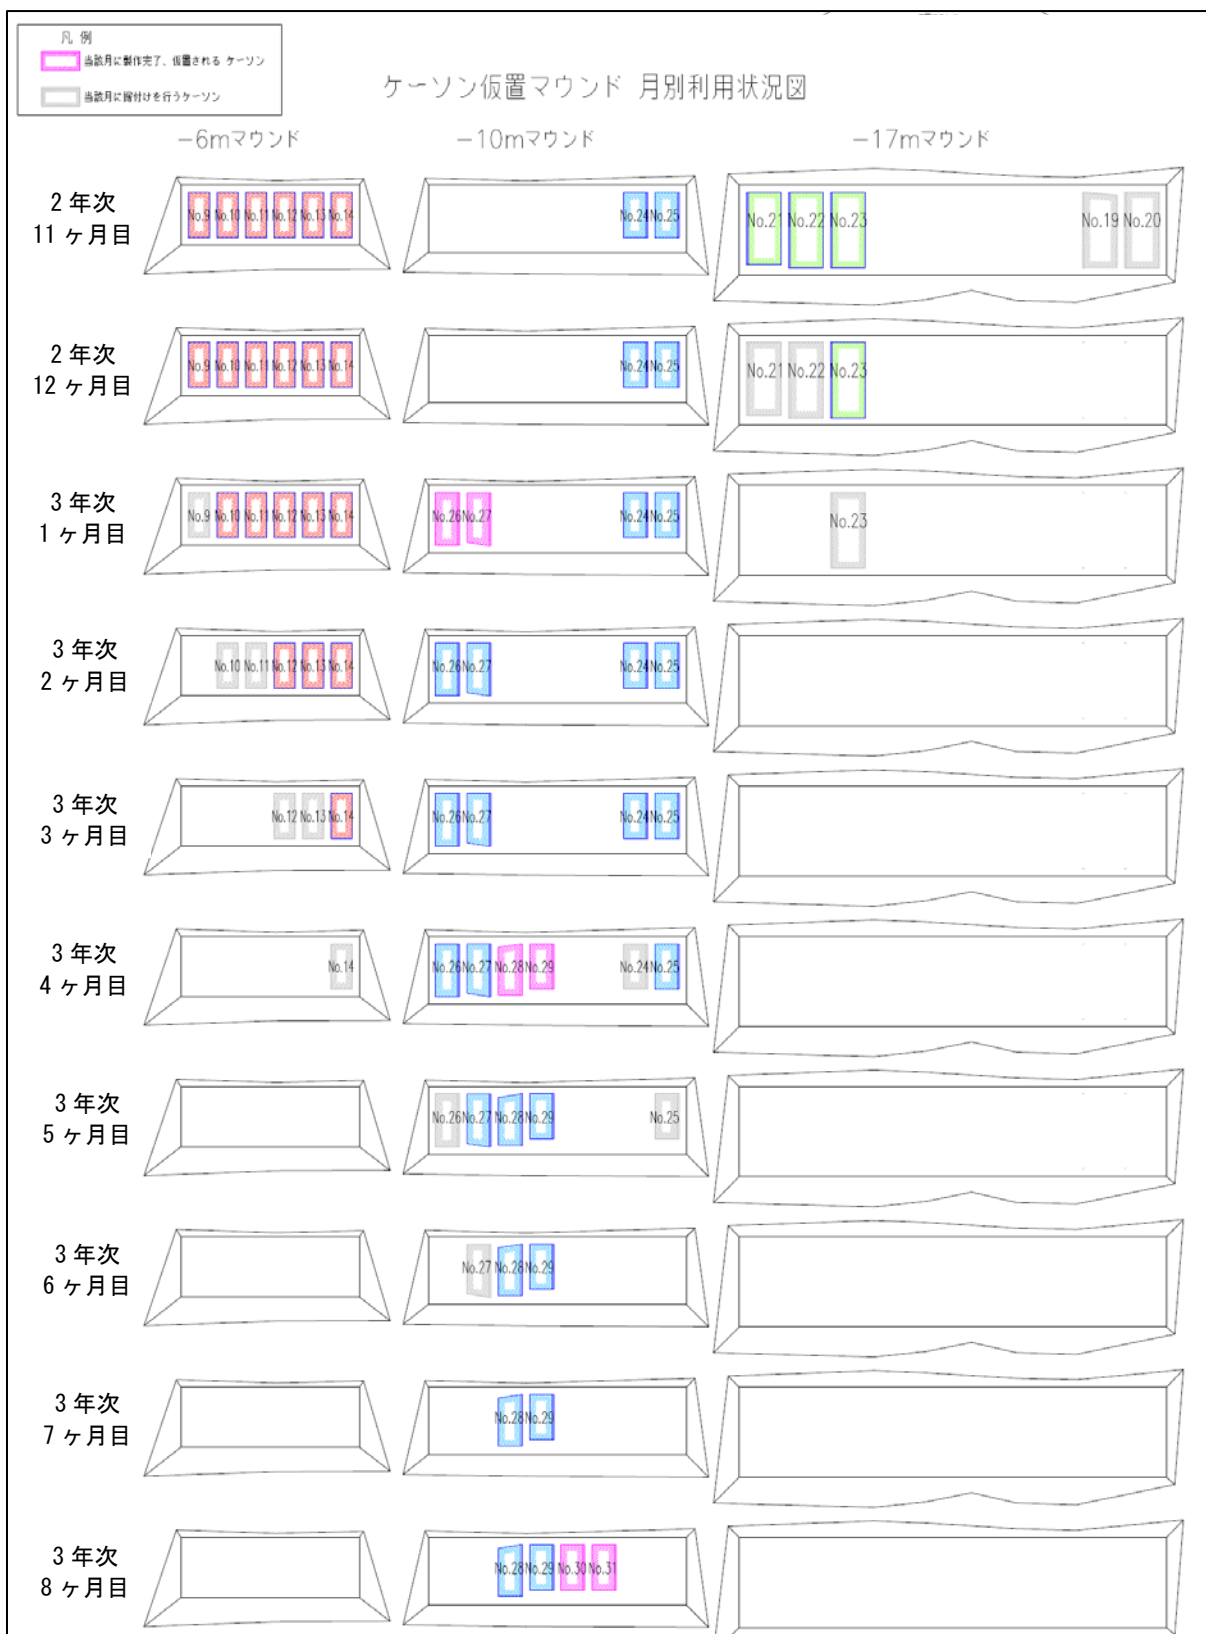 凡 例
当該月に製作完了、仮置される ケーソン
当該月に据付けを行うケーソン
ケーソン仮置マウンド 月別利用状況図
－6mマウンド
－10mマウンド
－17mマウンド
2 年次
11 ヶ月目
No.9 No.10 No.11 No.12 No.13 No.14
No.24 No.25
No.21 No.22 No.23
No.19 No.20
2 年次
12 ヶ月目
No.9 No.10 No.11 No.12 No.13 No.14
No.24 No.25
No.21 No.22 No.23
3 年次
1 ヶ月目
No.9 No.10 No.11 No.12 No.13 No.14
No.26 No.27
No.24 No.25
No.23
3 年次
2 ヶ月目
No.10 No.11 No.12 No.13 No.14
No.26 No.27
No.24 No.25
3 年次
3 ヶ月目
No.12 No.13 No.14
No.26 No.27
No.24 No.25
3 年次
4 ヶ月目
No.14
No.26 No.27 No.28 No.29
No.24 No.25
3 年次
5 ヶ月目
No.26 No.27 No.28 No.29
No.25
3 年次
6 ヶ月目
No.27 No.28 No.29
3 年次
7 ヶ月目
No.28 No.29
3 年次
8 ヶ月目
No.28 No.29 No.30 No.31